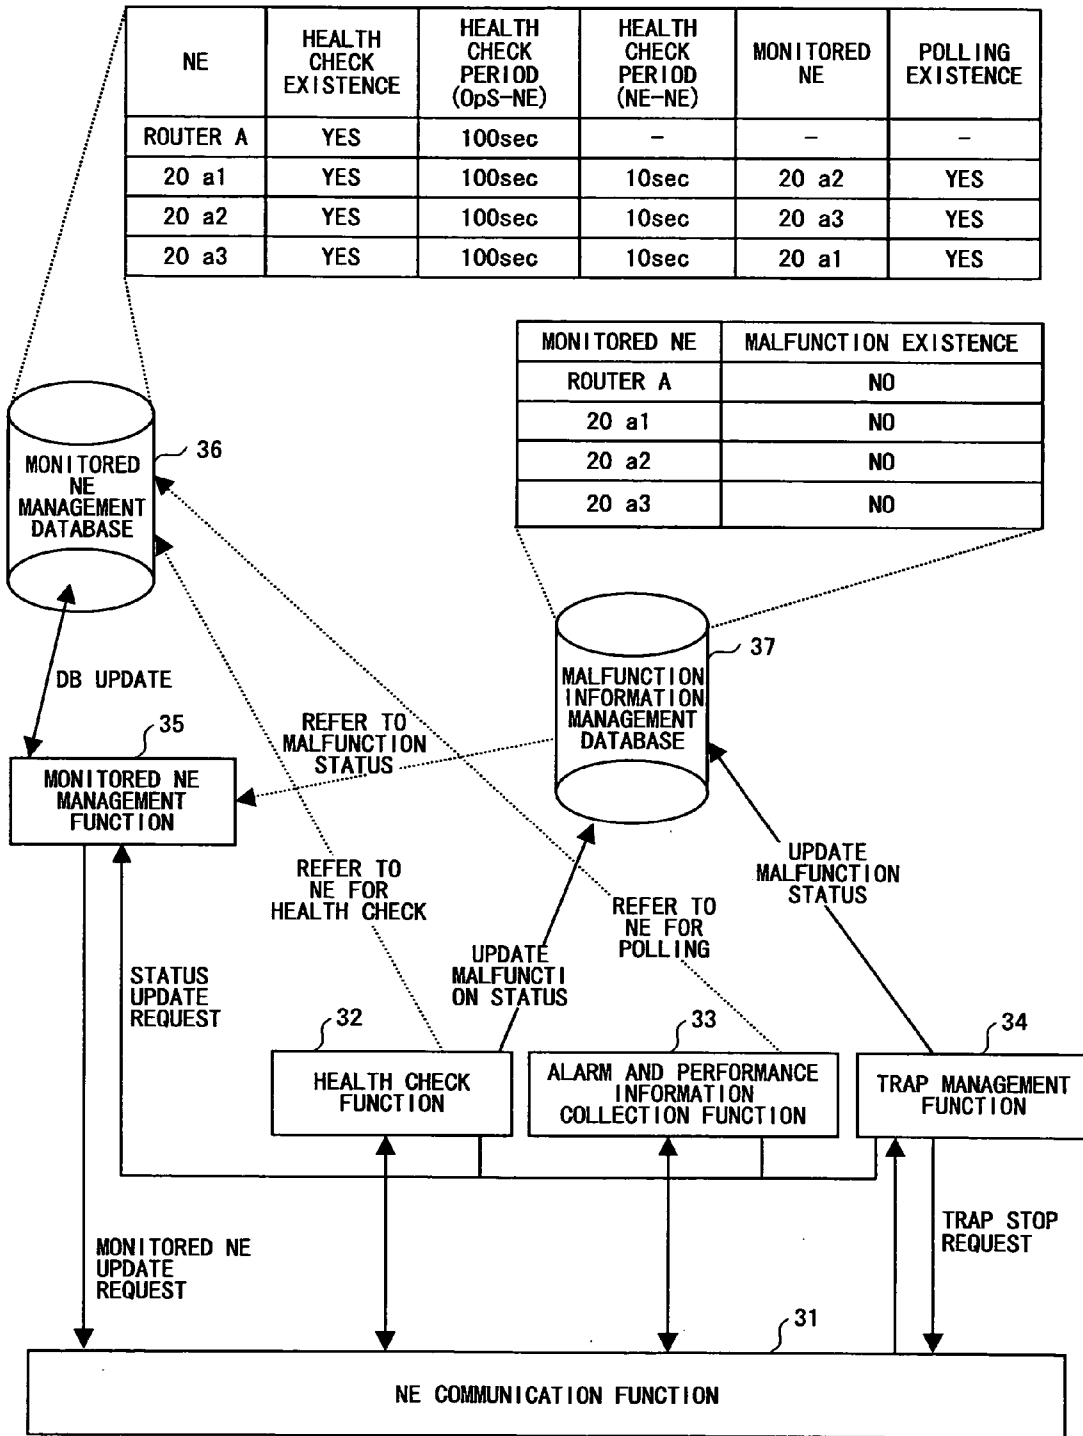 NE
HEALTH
CHECK
EXISTENCE
HEALTH
CHECK
PERIOD
(OpS-NE)
HEALTH
CHECK
PERIOD
(NE-NE)
MONITORED
NE
POLLING
EXISTENCE
ROUTER A YES 100sec - - -
20 a1 YES 100sec 10sec 20 a2 YES
20 a2 YES 100sec 10sec 20 a3 YES
20 a3 YES 100sec 10sec 20 a1 YES
MONITORED NE MALFUNCTION EXISTENCE
ROUTER A NO
20 a1 NO
20 a2 NO
20 a3 NO
36
MONITORED
NE
MANAGEMENT
DATABASE
37
MALFUNCTION
INFORMATION
MANAGEMENT
DATABASE
DB UPDATE
35
MONITORED NE
MANAGEMENT
FUNCTION
REFER TO
MALFUNCTION
STATUS
REFER TO
NE FOR
HEALTH CHECK
UPDATE
MALFUNCTI
ON STATUS
REFER TO
NE FOR
POLLING
UPDATE
MALFUNCTION
STATUS
STATUS
UPDATE
REQUEST
32
HEALTH CHECK
FUNCTION
33
ALARM AND PERFORMANCE
INFORMATION
COLLECTION FUNCTION
34
TRAP MANAGEMENT
FUNCTION
MONITORED NE
UPDATE
REQUEST
TRAP STOP
REQUEST
31
NE COMMUNICATION FUNCTION